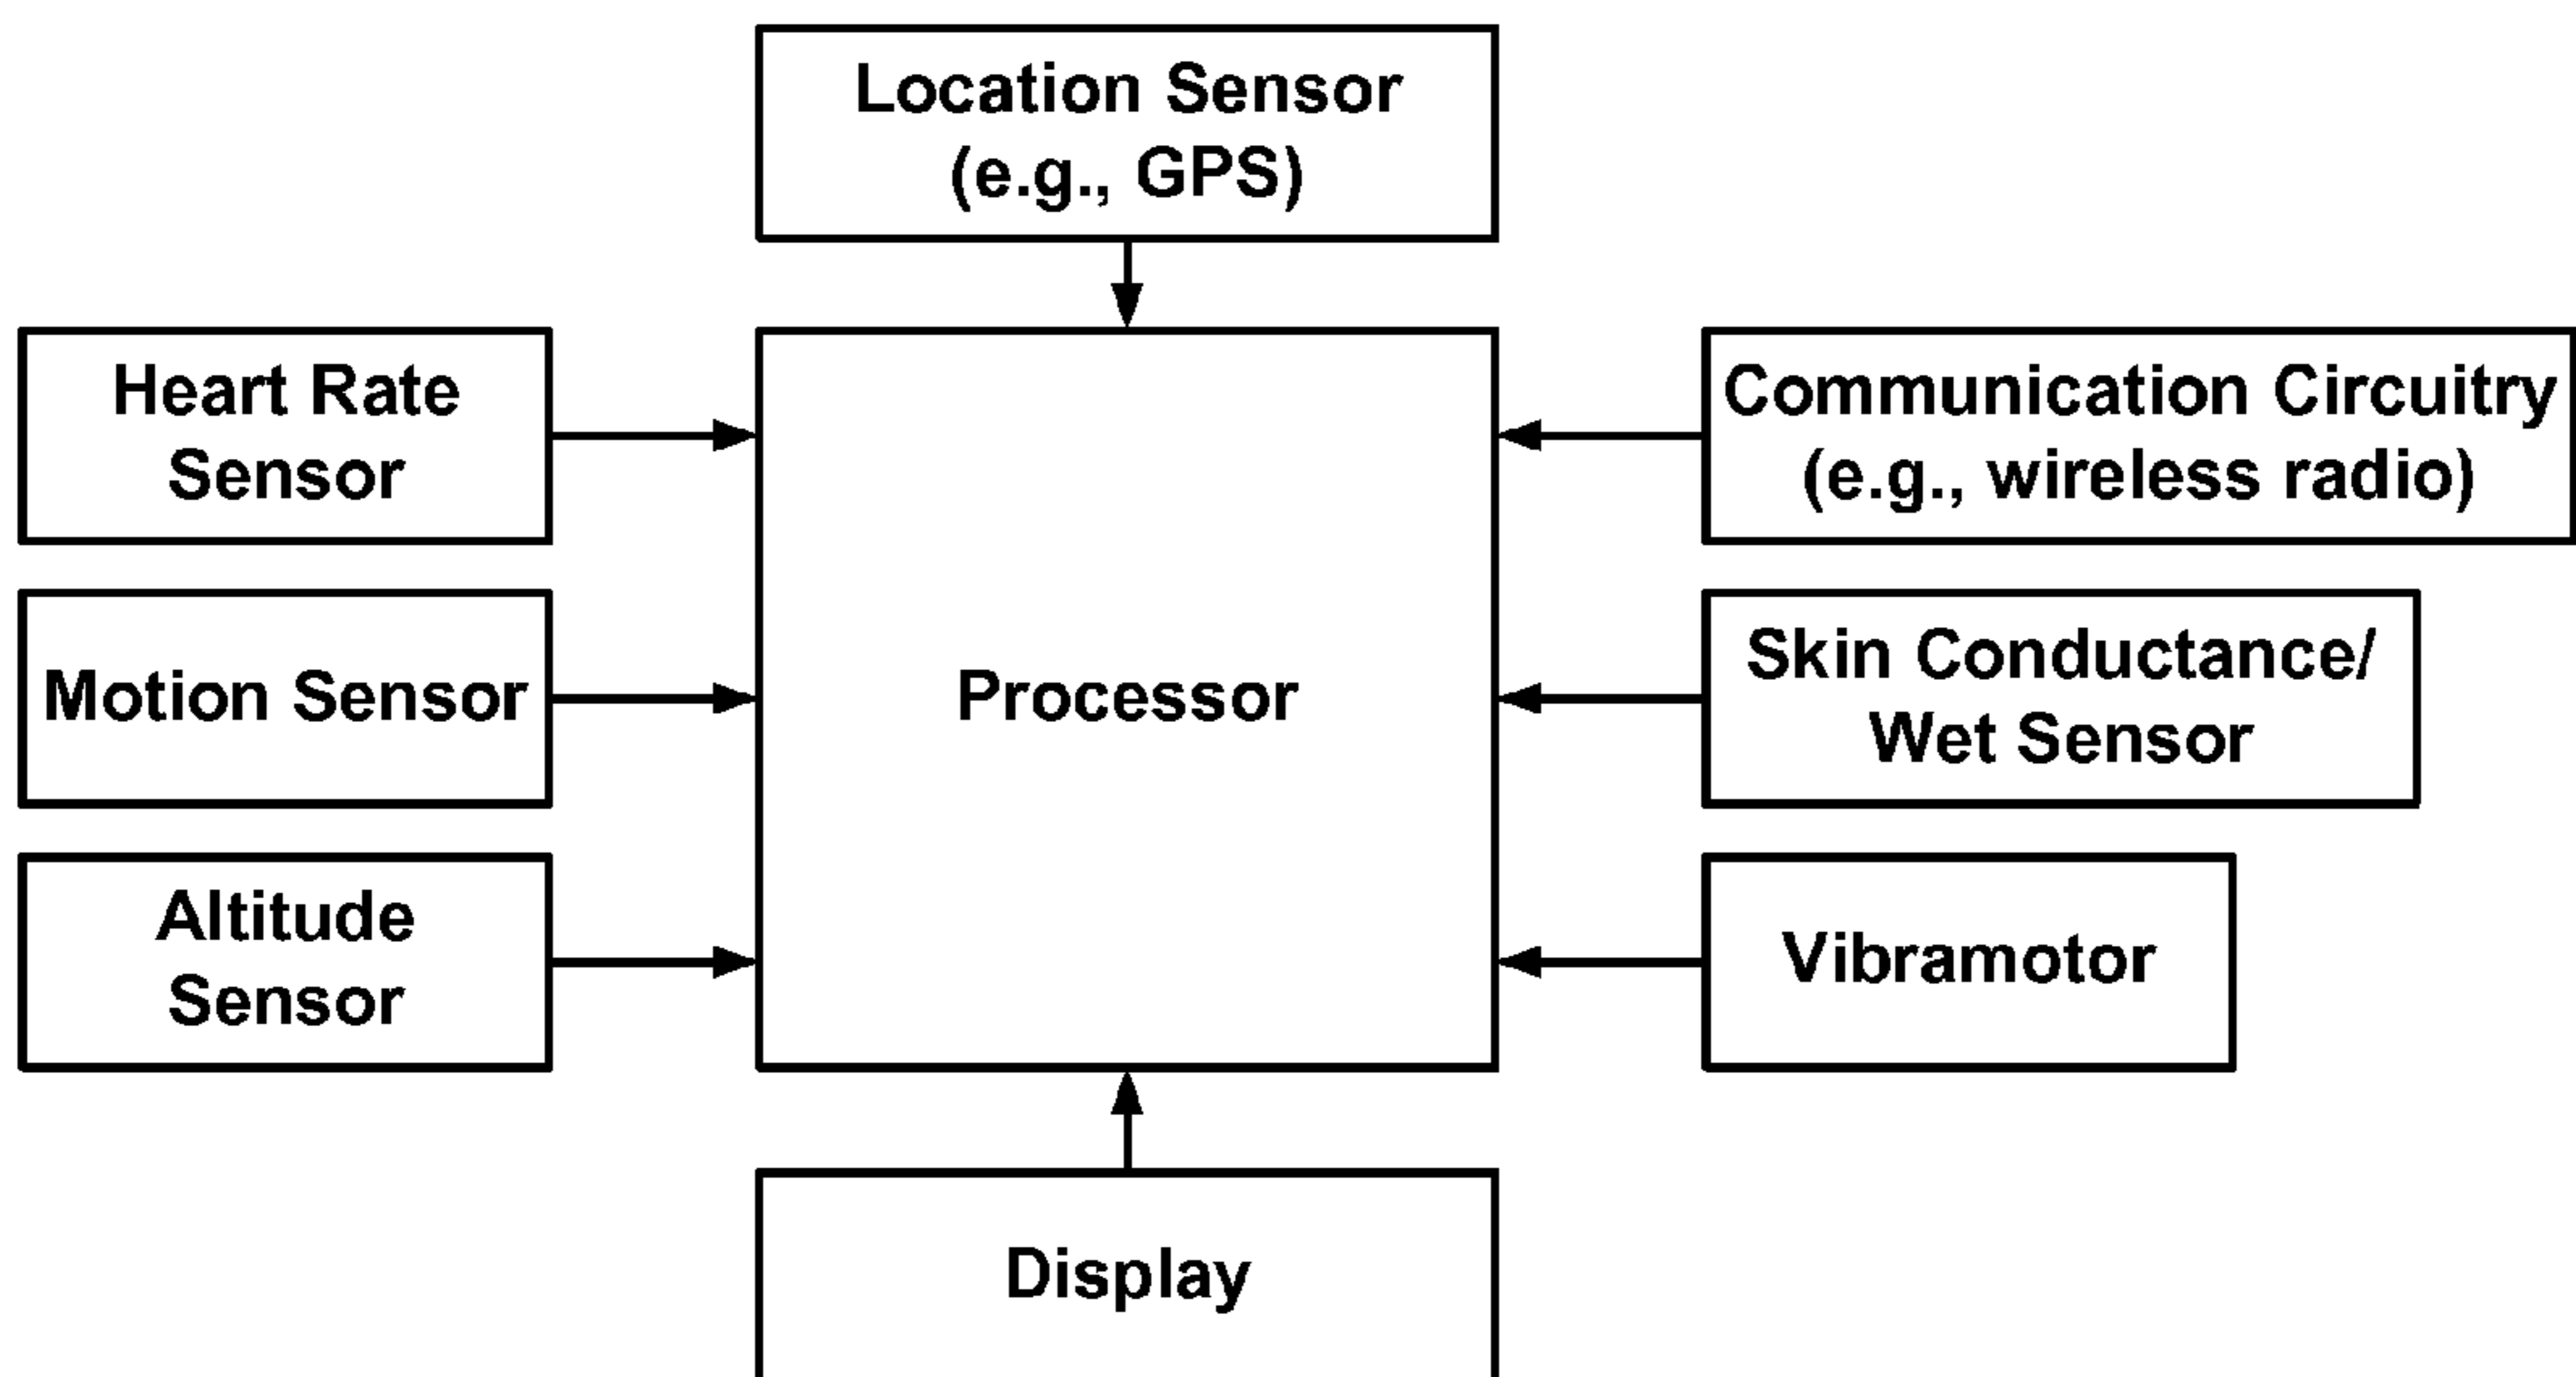 Location Sensor
(e.g., GPS)
Heart Rate
Sensor
Communication Circuitry
(e.g., wireless radio)
Motion Sensor
Processor
Skin Conductance/
Wet Sensor
Altitude
Sensor
Vibramotor
Display